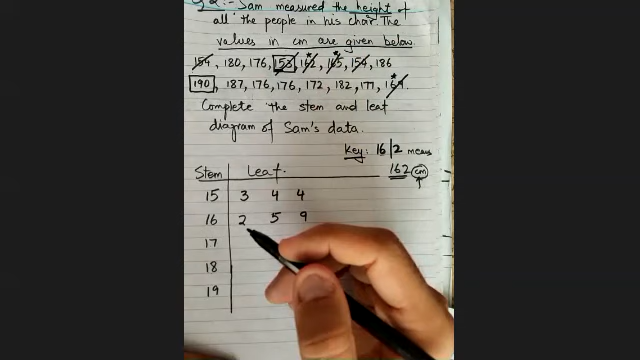 Q2:- Sam measured the height of
all the people in his choir. The
values in cm are given below
154, 180, 176, 153, 162, 165, 154, 186
190, 187, 176, 176, 172, 182, 177, 169.
Complete the stem and leaf
diagram of Sam's data.
Key: 16|2 means
162 cm
Stem Leaf.
15 3 4 4
16 2 5 9
17
18
19